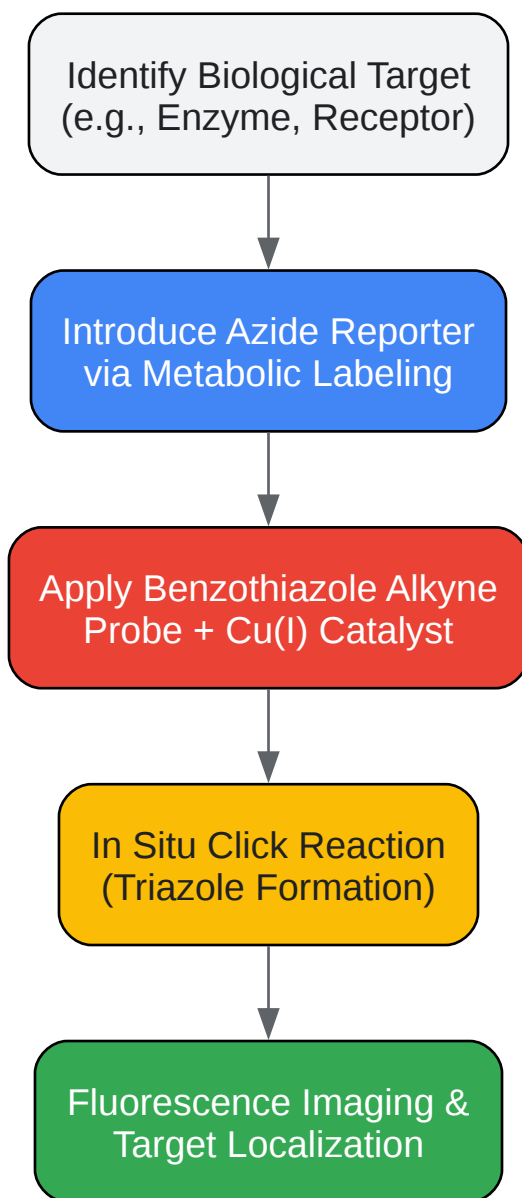 Identify Biological Target
(e.g., Enzyme, Receptor)
Introduce Azide Reporter
via Metabolic Labeling
Apply Benzothiazole Alkyne
Probe + Cu(I) Catalyst
In Situ Click Reaction
(Triazole Formation)
Fluorescence Imaging &
Target Localization